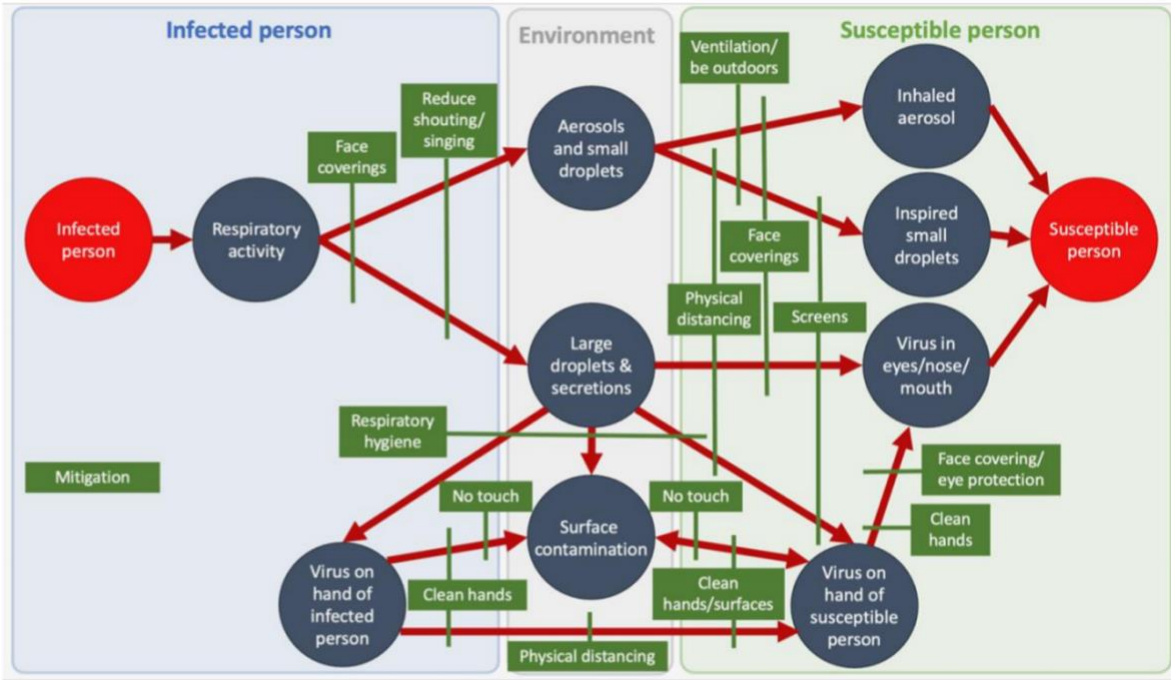 Infected person
Environment
Susceptible person
Ventilation/
be outdoors
Reduce
shouting/
singing
Face
coverings
Aerosols
and small
droplets
Inhaled
aerosol
Infected
person
Respiratory
activity
Inspired
small
droplets
Susceptible
person
Face
coverings
Physical
distancing
Screens
Large
droplets &
secretions
Virus in
eyes/nose/
mouth
Respiratory
hygiene
Mitigation
Face covering/
eye protection
No touch
No touch
Surface
contamination
Clean
hands
Virus on
hand of
infected
person
Clean hands
Clean
hands/surfaces
Virus on
hand of
susceptible
person
Physical distancing